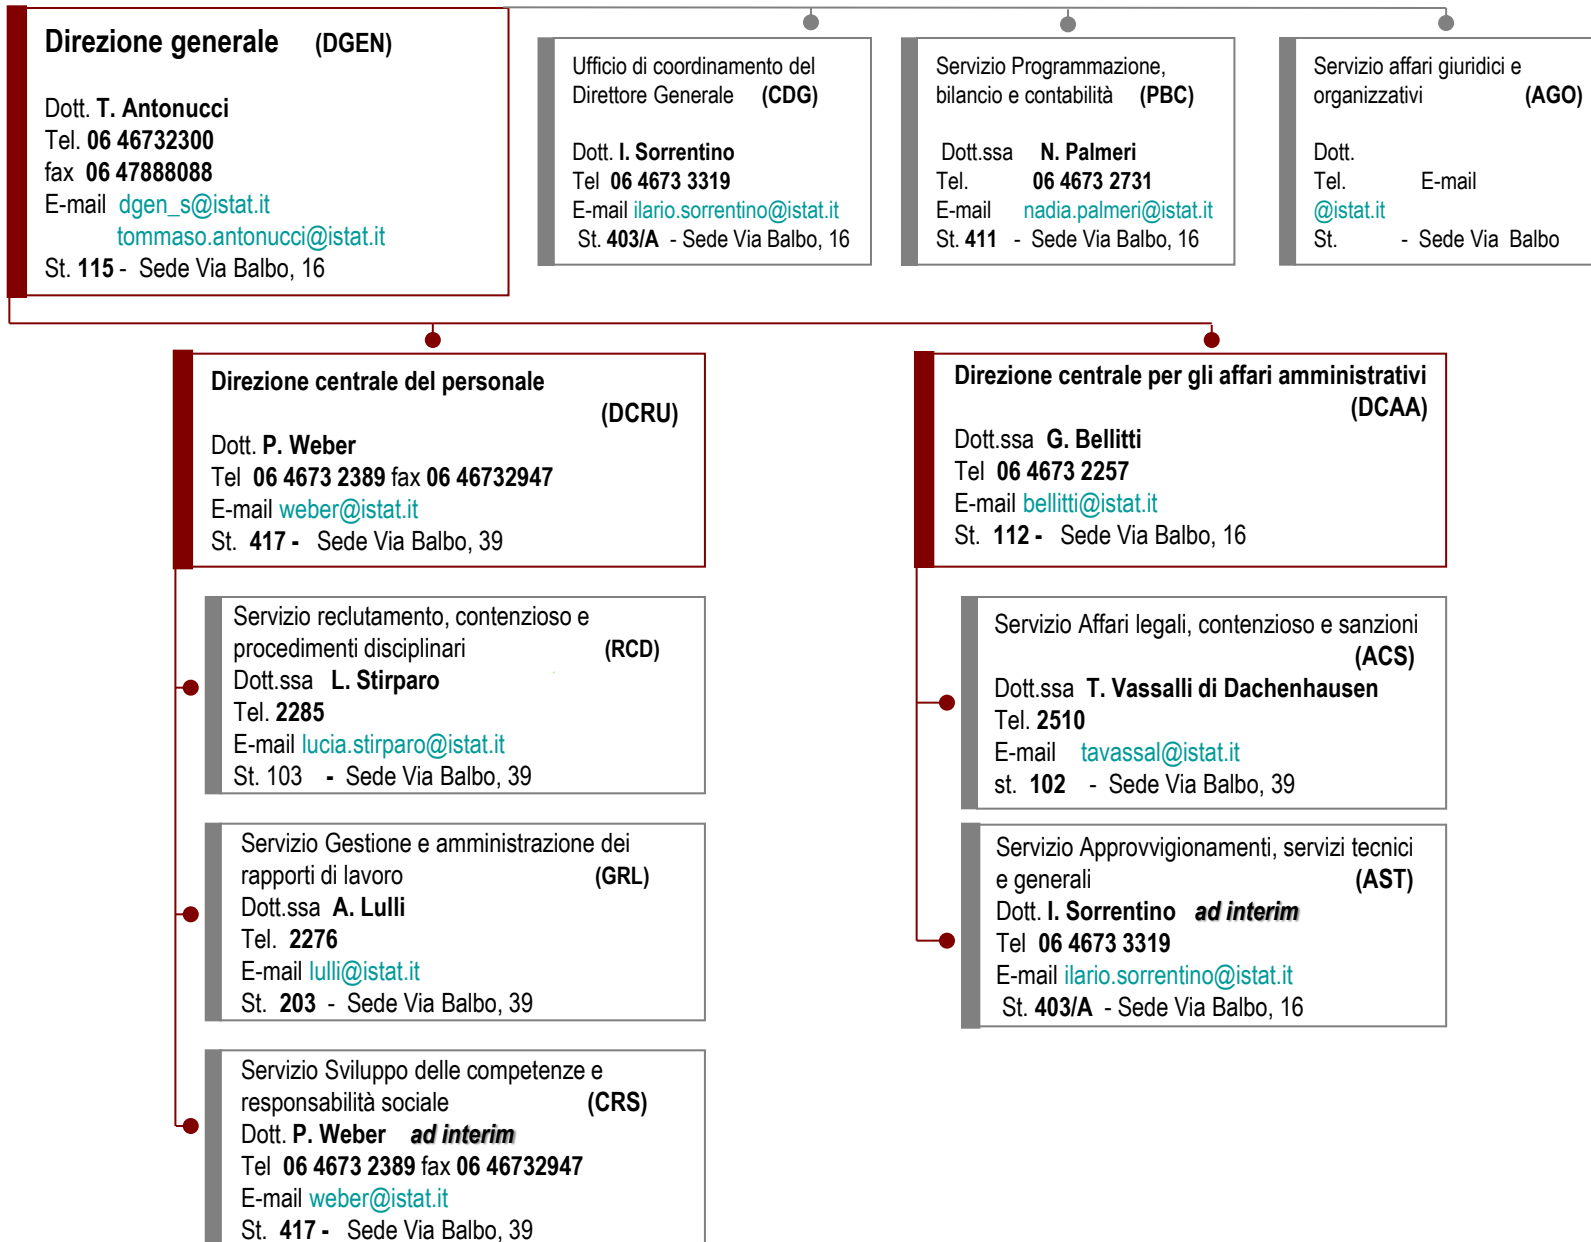 Direzione generale (DGEN)
Dott. T. Antonucci
Tel. 06 46732300
fax 06 47888088
E-mail dgen_s@istat.it
tommaso.antonucci@istat.it
St. 115 - Sede Via Balbo, 16
Ufficio di coordinamento del
Direttore Generale (CDG)
Dott. I. Sorrentino
Tel 06 4673 3319
E-mail ilario.sorrentino@istat.it
St. 403/A - Sede Via Balbo, 16
Servizio Programmazione,
bilancio e contabilità (PBC)
Dott.ssa N. Palmeri
Tel. 06 4673 2731
E-mail nadia.palmeri@istat.it
St. 411 - Sede Via Balbo, 16
Servizio affari giuridici e
organizzativi (AGO)
Dott.
Tel. E-mail
@istat.it
St. - Sede Via Balbo
Direzione centrale del personale
(DCRU)
Dott. P. Weber
Tel 06 4673 2389 fax 06 46732947
E-mail weber@istat.it
St. 417 - Sede Via Balbo, 39
Servizio reclutamento, contenzioso e
procedimenti disciplinari (RCD)
Dott.ssa L. Stirparo
Tel. 2285
E-mail lucia.stirparo@istat.it
St. 103 - Sede Via Balbo, 39
Servizio Gestione e amministrazione dei
rapporti di lavoro (GRL)
Dott.ssa A. Lulli
Tel. 2276
E-mail lulli@istat.it
St. 203 - Sede Via Balbo, 39
Servizio Sviluppo delle competenze e
responsabilità sociale (CRS)
Dott. P. Weber ad interim
Tel 06 4673 2389 fax 06 46732947
E-mail weber@istat.it
St. 417 - Sede Via Balbo, 39
Direzione centrale per gli affari amministrativi
(DCAA)
Dott.ssa G. Bellitti
Tel 06 4673 2257
E-mail bellitti@istat.it
St. 112 - Sede Via Balbo, 16
Servizio Affari legali, contenzioso e sanzioni
(ACS)
Dott.ssa T. Vassalli di Dachenhausen
Tel. 2510
E-mail tavassal@istat.it
st. 102 - Sede Via Balbo, 39
Servizio Approvvigionamenti, servizi tecnici
e generali (AST)
Dott. I. Sorrentino ad interim
Tel 06 4673 3319
E-mail ilario.sorrentino@istat.it
St. 403/A - Sede Via Balbo, 16